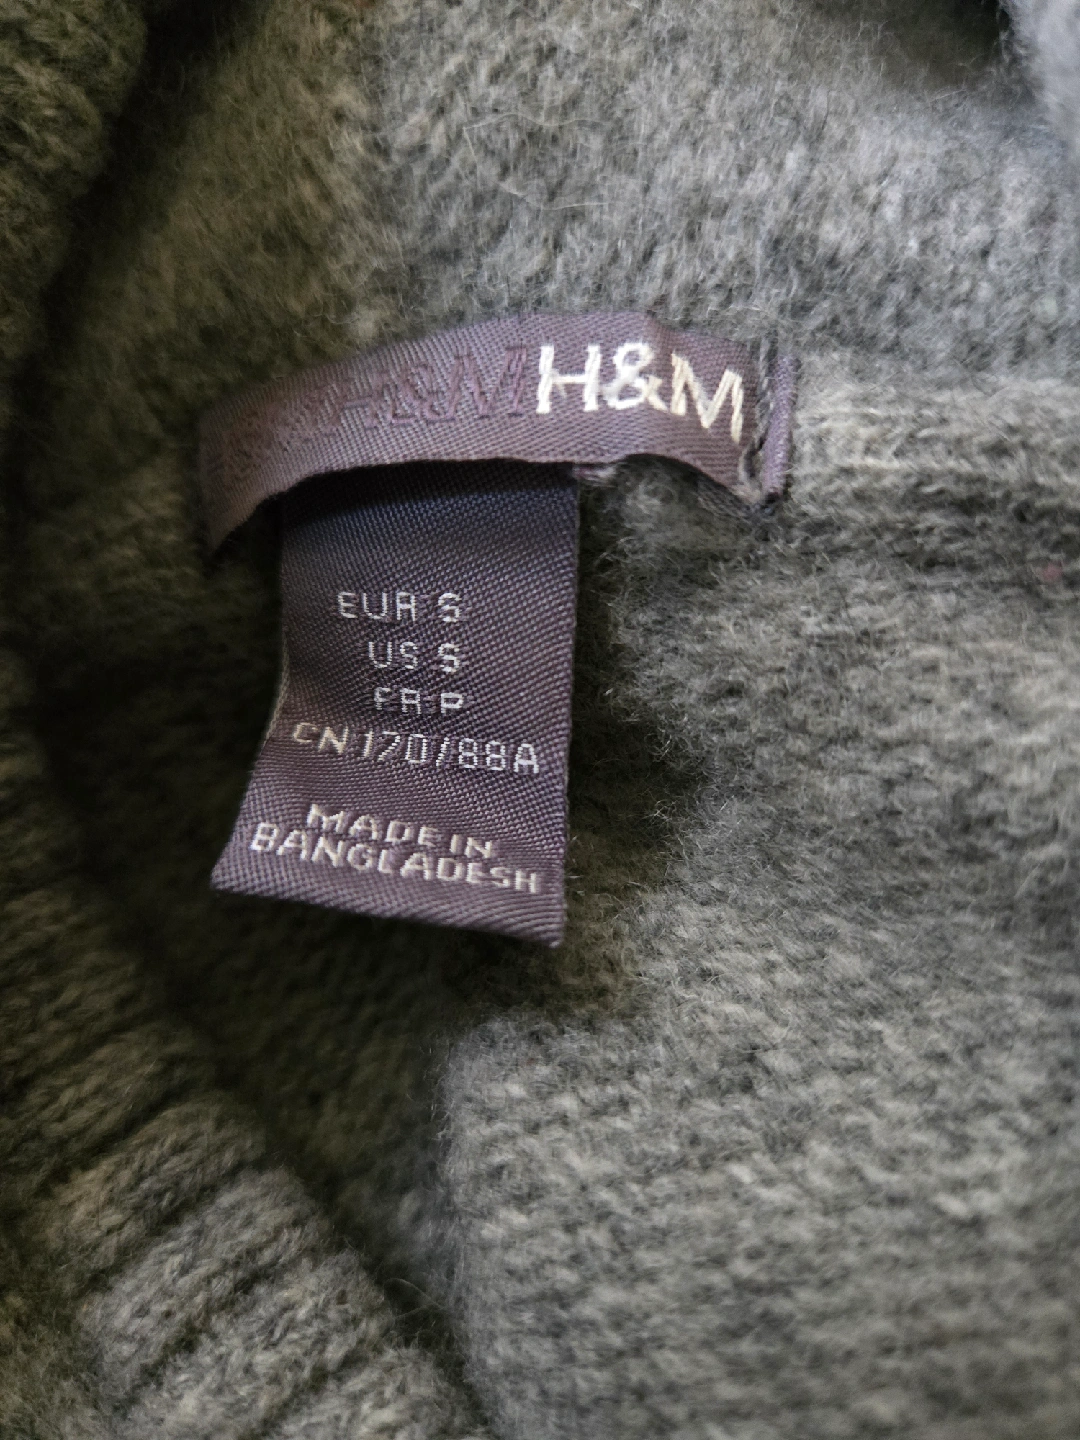 H&M H&M
EUR S
US S
FR P
CN 170/88A
MADE IN
BANGLADESH